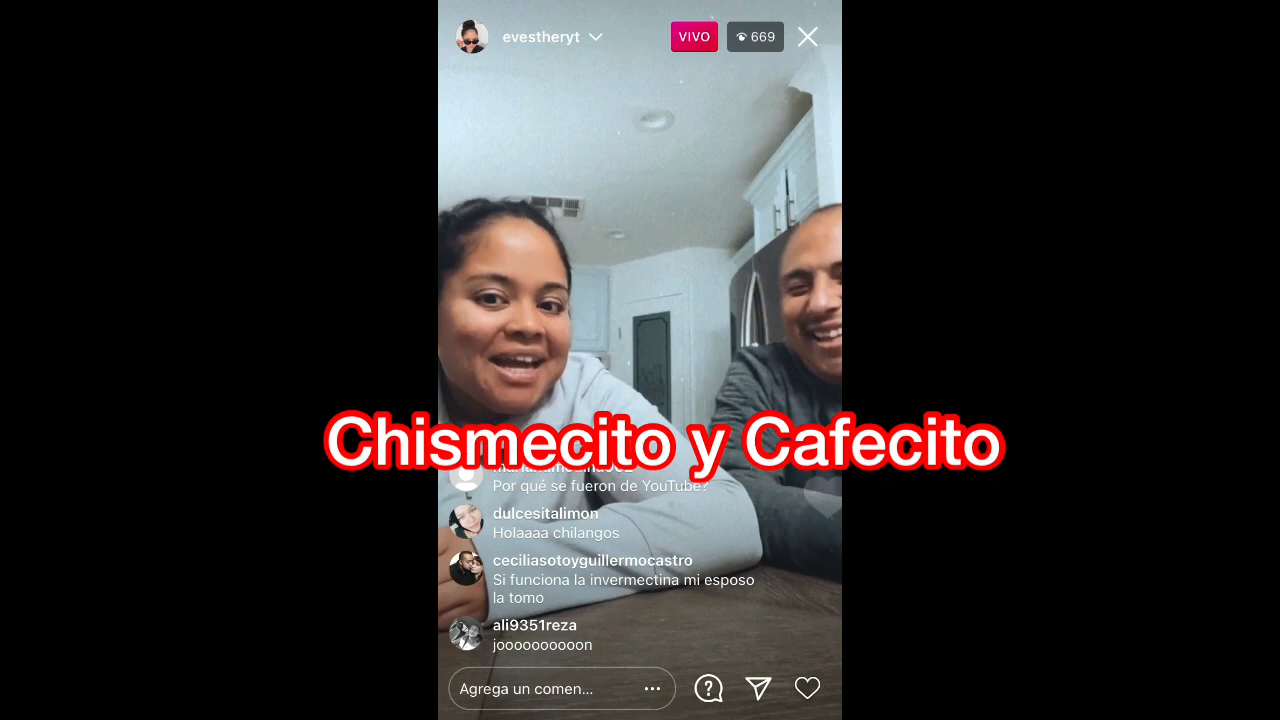 evestheryt
VIVO
669
Chismecito y Cafecito
Por qué se fueron de YouTube?
dulcesitalimon
Holaaaa chilangos
ceciliasotoyguillermocastro
Si funciona la invermectina mi esposo
la tomo
ali9351reza
joooooooooon
Agrega un comen...